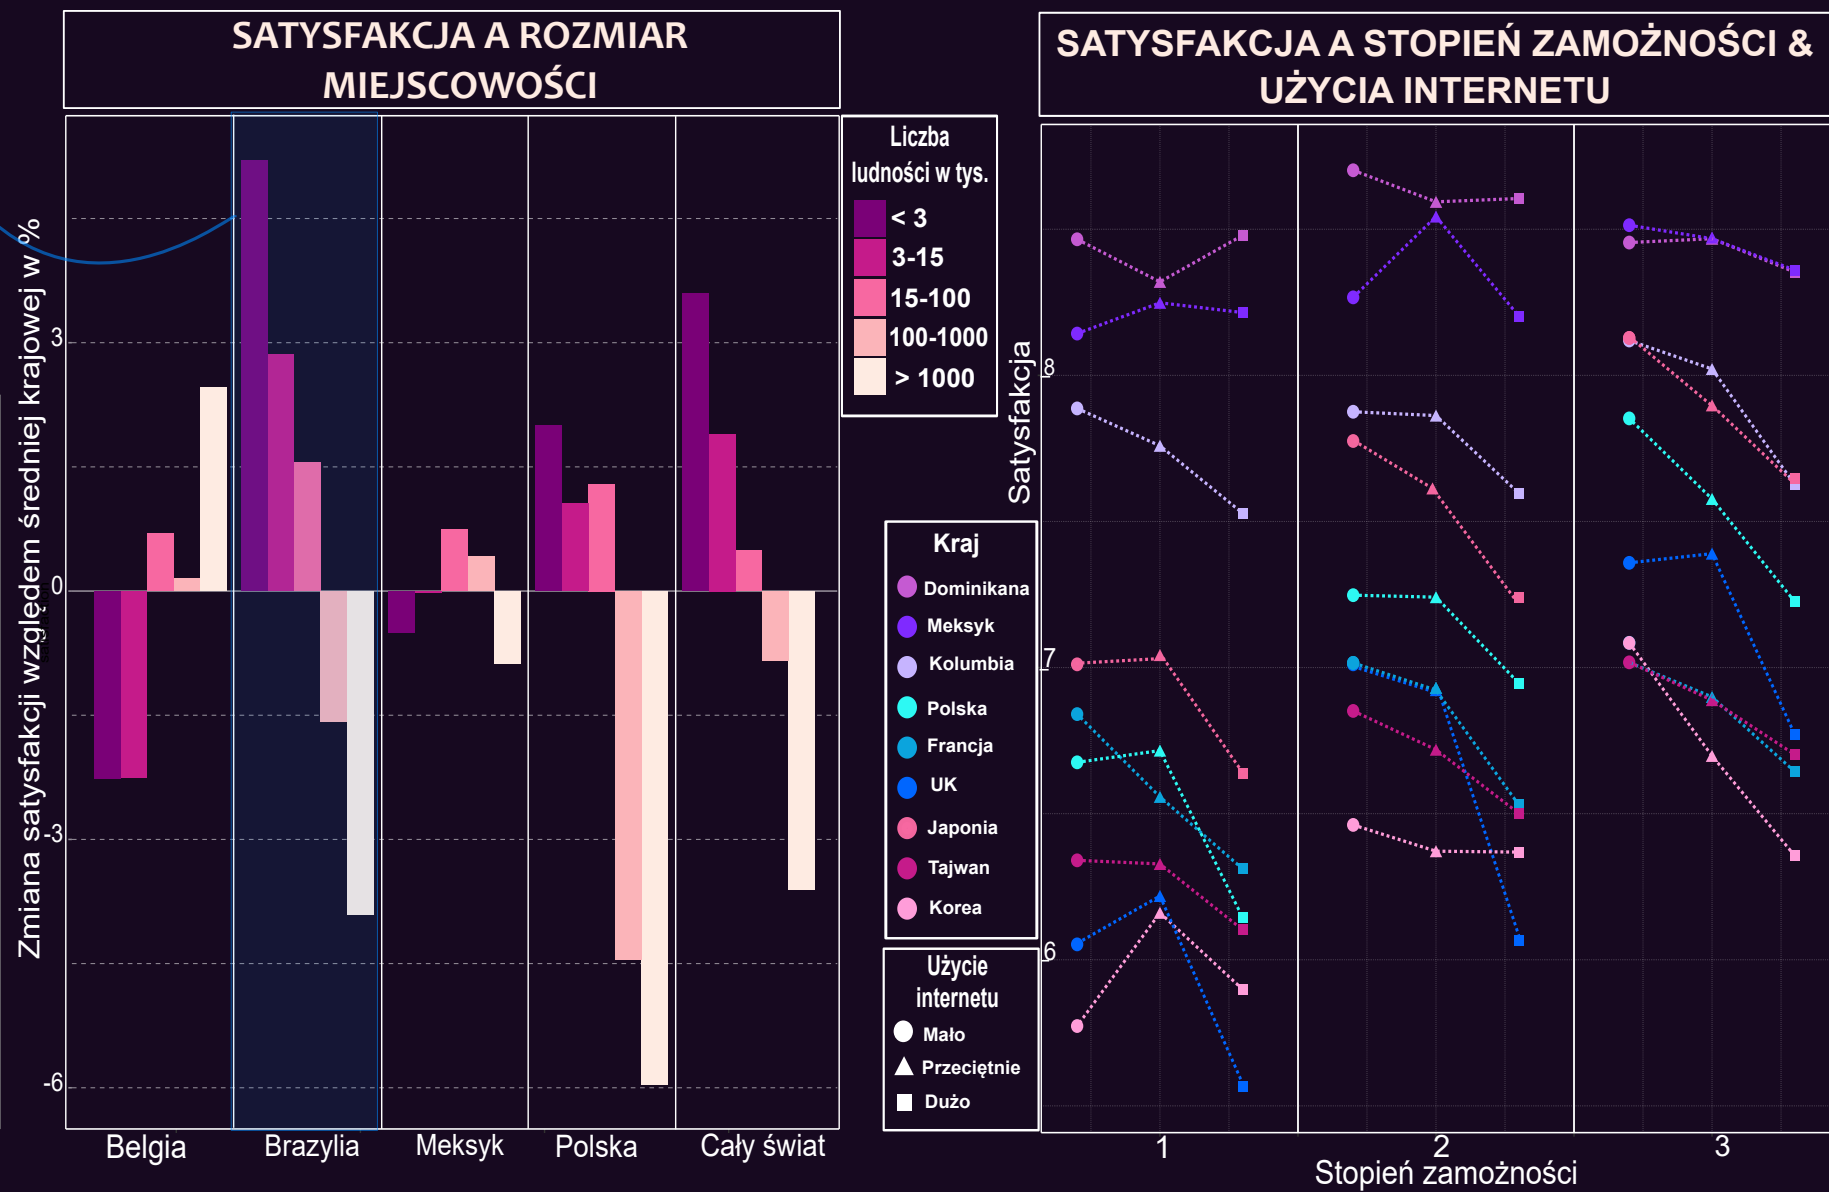 SATYSFAKCJA A ROZMIAR
MIEJSCOWOŚCI
Zmiana satysfakcji względem średniej krajowej w %
3
0
-3
-6
Belgia
Brazylia
Meksyk
Polska
Cały świat
Liczba
ludności w tys.
< 3
3-15
15-100
100-1000
> 1000
SATYSFAKCJA A STOPIEŃ ZAMOŻNOŚCI &
UŻYCIA INTERNETU
Satysfakcja
8
7
6
Kraj
Dominikana
Meksyk
Kolumbia
Polska
Francja
UK
Japonia
Tajwan
Korea
Użycie
internetu
Mało
Przeciętnie
Dużo
1
2
3
Stopień zamożności